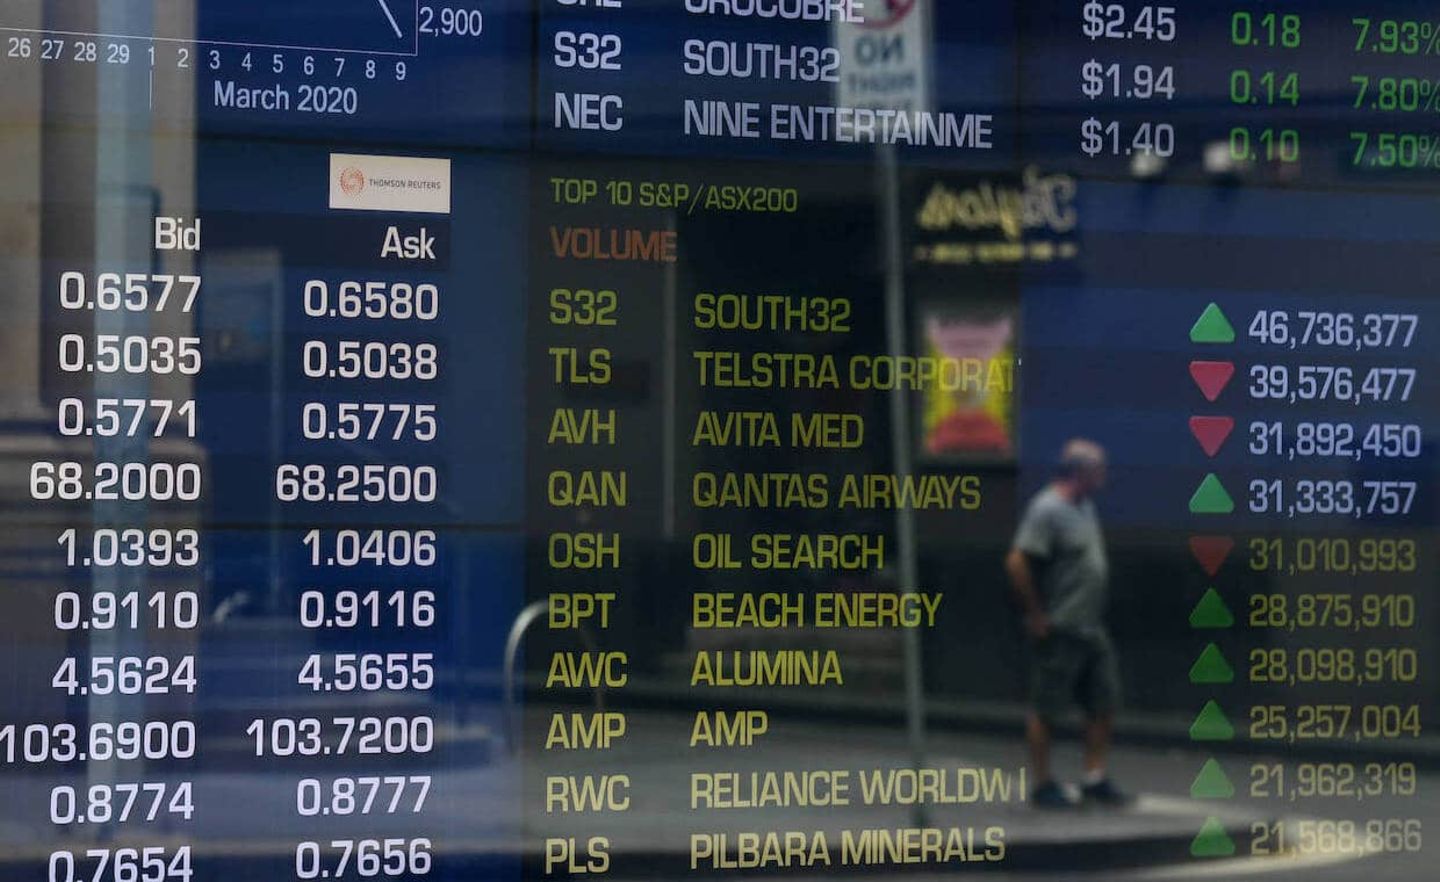 2,900
26 27 28 29 1 2 3 4 5 6 7 8 9
March 2020
THOMSON REUTERS
Bid Ask
0.6577 0.6580
0.5035 0.5038
0.5771 0.5775
68.2000 68.2500
1.0393 1.0406
0.9110 0.9116
4.5624 4.5655
103.6900 103.7200
0.8774 0.8777
0.7654 0.7656
OROCOBRE $2.45 0.18 7.93%
S32 SOUTH32 $1.94 0.14 7.80%
NEC NINE ENTERTAINME $1.40 0.10 7.50%
TOP 10 S&P/ASX200
VOLUME
S32 SOUTH32 46,736,377
TLS TELSTRA CORPORAT 39,576,477
AVH AVITA MED 31,892,450
QAN QANTAS AIRWAYS 31,333,757
OSH OIL SEARCH 31,010,993
BPT BEACH ENERGY 28,875,910
AWC ALUMINA 28,098,910
AMP AMP 25,257,004
RWC RELIANCE WORLDWI 21,962,319
PLS PILBARA MINERALS 21,568,866